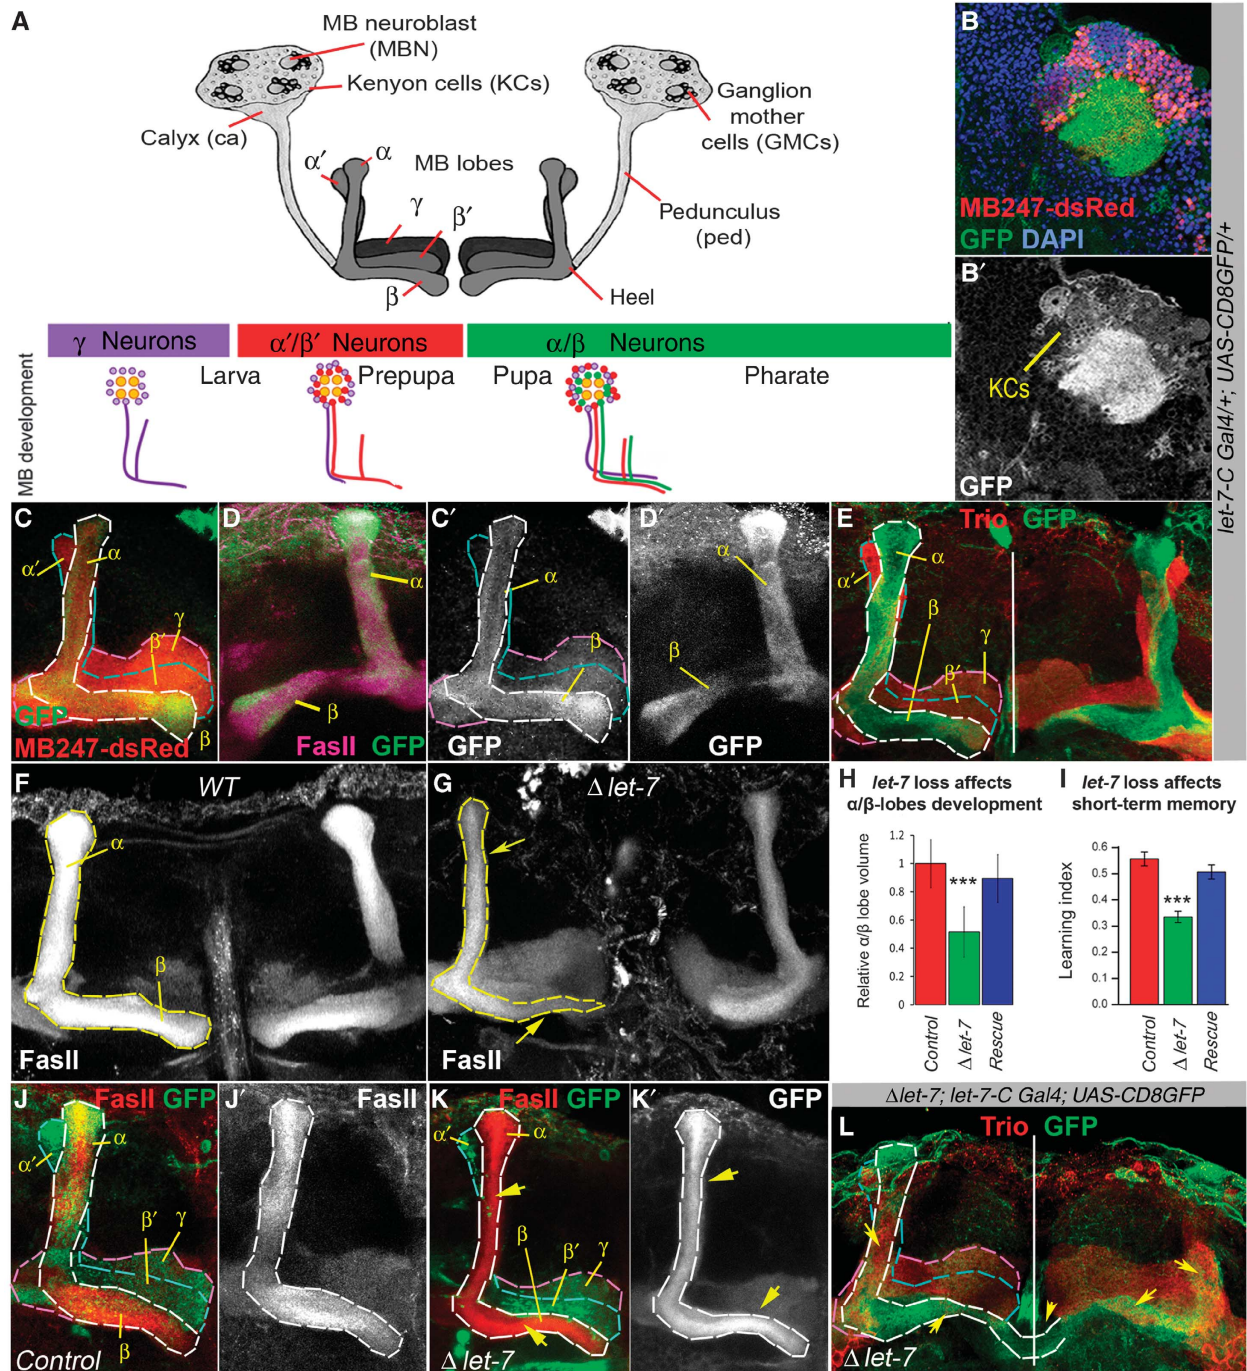 A
MB neuroblast
(MBN)
Kenyon cells (KCs)
Calyx (ca)
Ganglion
mother
cells (GMCs)
α′
α
MB lobes
γ
β′
Pedunculus
(ped)
β
Heel
MB development
γ Neurons
α′/β′ Neurons
α/β Neurons
Larva
Prepupa
Pupa
Pharate
B
MB247-dsRed
GFP DAPI
B′
KCs
GFP
let-7-C Gal4/+; UAS-CD8GFP/+
C
α′
α
β′
γ
GFP
MB247-dsRed
β
D
α
β
FasII GFP
C′
α
β
GFP
D′
α
β
GFP
E
Trio GFP
α′
α
β
γ
β′
F
WT
α
β
FasII
G
Δ let-7
FasII
H
let-7 loss affects
α/β-lobes development
Relative α/β lobe volume
1.2
1
0.8
0.6
0.4
0.2
0
***
Control
Δ let-7
Rescue
I
let-7 loss affects
short-term memory
Learning index
0.6
0.5
0.4
0.3
0.2
0.1
0.0
***
Control
Δ let-7
Rescue
J
FasII GFP
α
α′
β′
γ
β
Control
J′
FasII
K
FasII GFP
α′
α
β
β′
γ
Δ let-7
K′
GFP
Δlet-7; let-7-C Gal4; UAS-CD8GFP
L
Trio GFP
Δ let-7